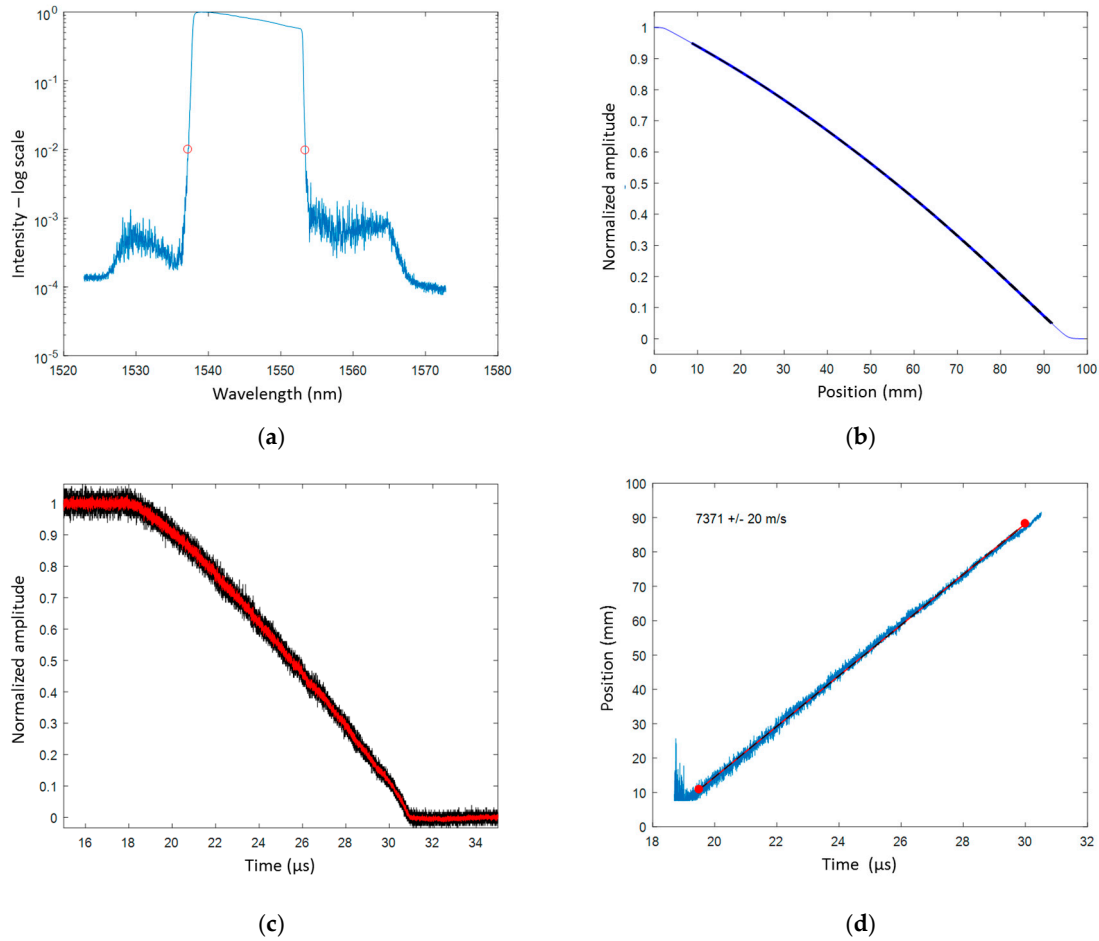 10^0
10^-1
10^-2
10^-3
10^-4
10^-5
Intensity – log scale
1520 1530 1540 1550 1560 1570 1580
Wavelength (nm)
(a)
1
0.9
0.8
0.7
0.6
0.5
0.4
0.3
0.2
0.1
0
Normalized amplitude
0 10 20 30 40 50 60 70 80 90 100
Position (mm)
(b)
1
0.9
0.8
0.7
0.6
0.5
0.4
0.3
0.2
0.1
0
Normalized amplitude
16 18 20 22 24 26 28 30 32 34
Time (μs)
(c)
100
90
80
70
60
50
40
30
20
10
0
Position (mm)
7371 +/- 20 m/s
18 20 22 24 26 28 30 32
Time (μs)
(d)